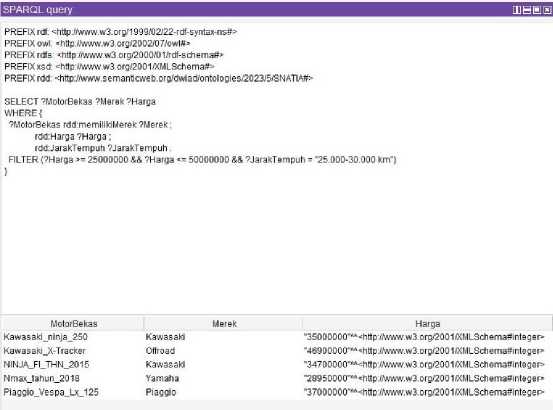 SPARQL query:
PREFIX rdf: <http://www.w3.org/1999/02/22-rdf-syntax-ns#>
PREFIX owl: <http://www.w3.org/2002/07/owl#>
PREFIX rdfs: <http://www.w3.org/2000/01/rdf-schema#>
PREFIX xsd: <http://www.w3.org/2001/XMLSchema#>
PREFIX rdd: <http://www.semanticweb.org/dwiad/ontologies/2023/5/SNATIA#>
SELECT ?MotorBekas ?Merek ?Harga
WHERE {
?MotorBekas rdd:memilikiMerek ?Merek ;
rdd:Harga ?Harga ;
rdd:JarakTempuh ?JarakTempuh .
FILTER (?Harga >= 25000000 && ?Harga <= 50000000 && ?JarakTempuh = "25.000-30.000 km")
}
MotorBekas Merek Harga
Kawasaki_ninja_250 Kawasaki "35000000"^^<http://www.w3.org/2001/XMLSchema#integer>
Kawasaki_X-Tracker Offroad "46900000"^^<http://www.w3.org/2001/XMLSchema#integer>
NINJA_FI_THN_2015 Kawasaki "34700000"^^<http://www.w3.org/2001/XMLSchema#integer>
Nmax_tahun_2018 Yamaha "28950000"^^<http://www.w3.org/2001/XMLSchema#integer>
Piaggio_Vespa_Lx_125 Piaggio "37000000"^^<http://www.w3.org/2001/XMLSchema#integer>